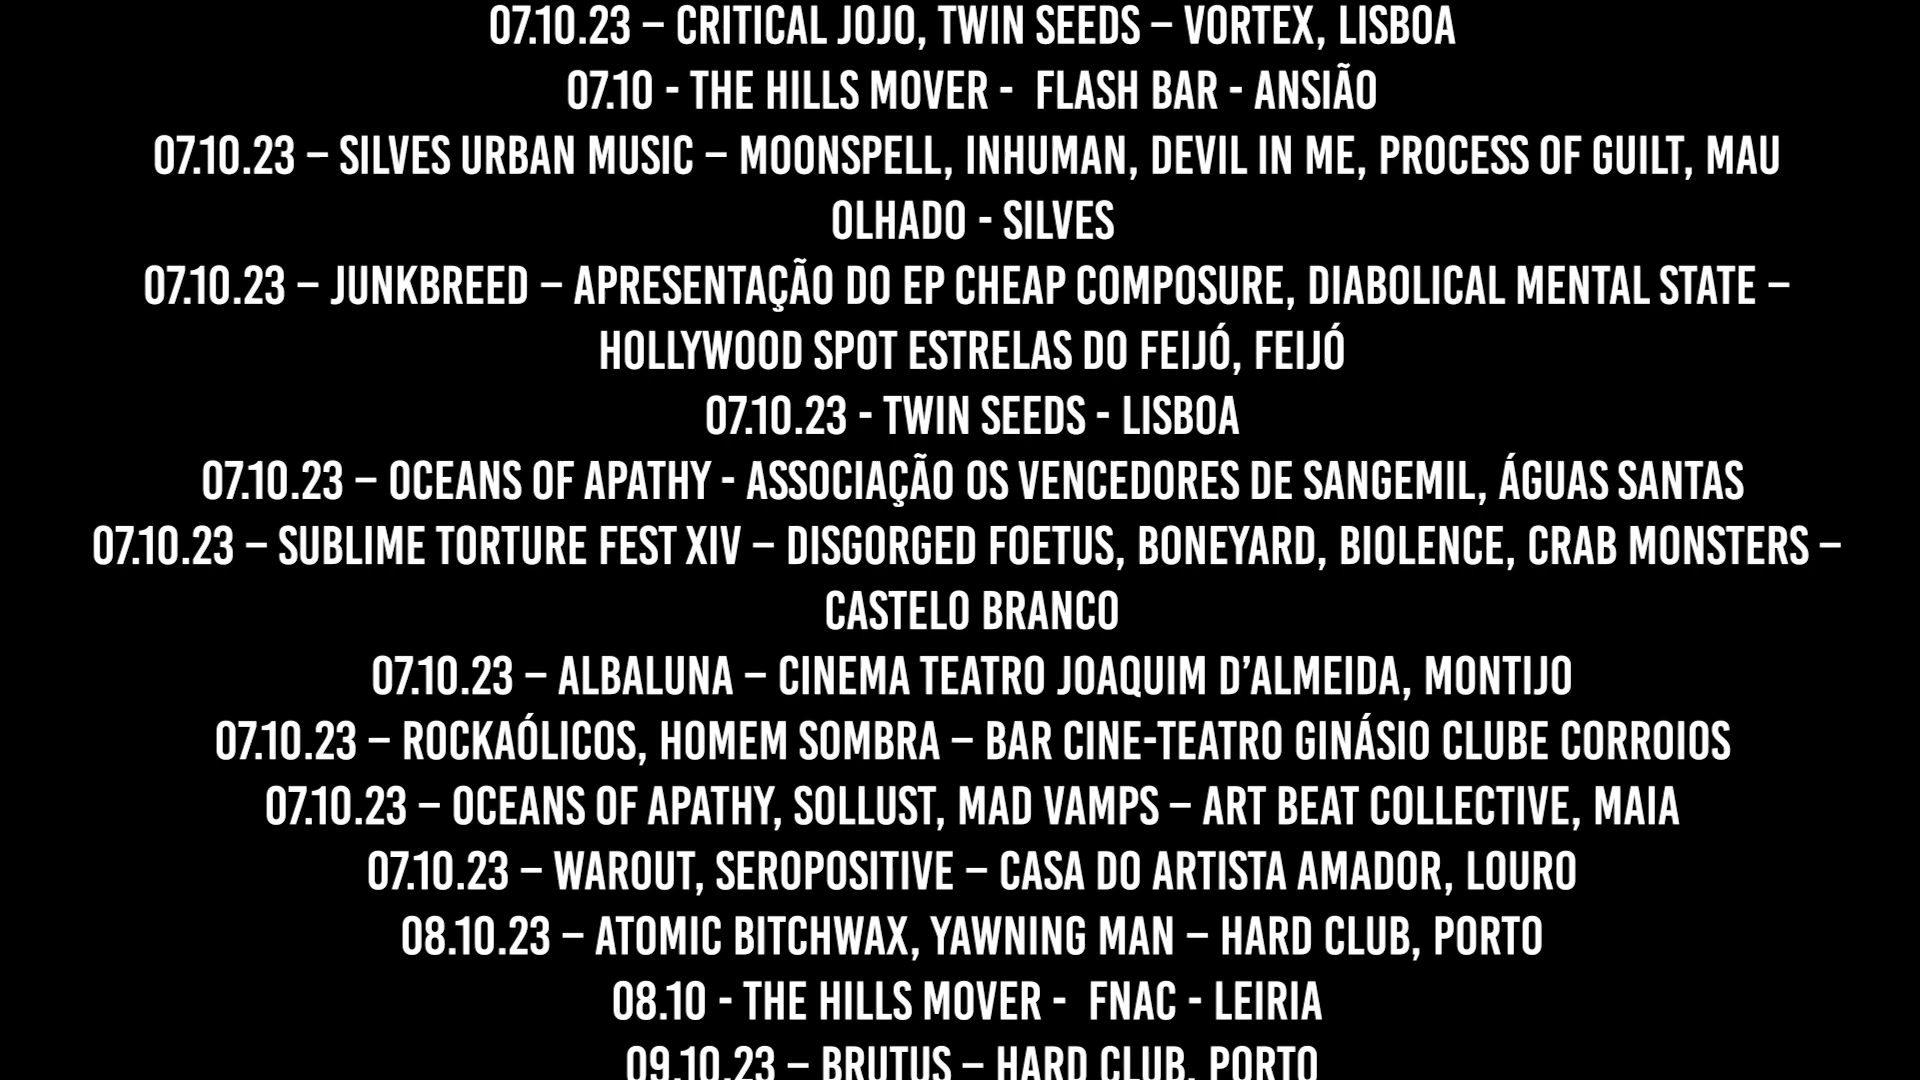 07.10.23 – CRITICAL JOJO, TWIN SEEDS – VORTEX, LISBOA
07.10 - THE HILLS MOVER -  FLASH BAR - ANSIÃO
07.10.23 – SILVES URBAN MUSIC – MOONSPELL, INHUMAN, DEVIL IN ME, PROCESS OF GUILT, MAU
OLHADO - SILVES
07.10.23 – JUNKBREED – APRESENTAÇÃO DO EP CHEAP COMPOSURE, DIABOLICAL MENTAL STATE –
HOLLYWOOD SPOT ESTRELAS DO FEIJÓ, FEIJÓ
07.10.23 - TWIN SEEDS - LISBOA
07.10.23 – OCEANS OF APATHY - ASSOCIAÇÃO OS VENCEDORES DE SANGEMIL, ÁGUAS SANTAS
07.10.23 – SUBLIME TORTURE FEST XIV – DISGORGED FOETUS, BONEYARD, BIOLENCE, CRAB MONSTERS –
CASTELO BRANCO
07.10.23 – ALBALUNA – CINEMA TEATRO JOAQUIM D’ALMEIDA, MONTIJO
07.10.23 – ROCKAÓLICOS, HOMEM SOMBRA – BAR CINE-TEATRO GINÁSIO CLUBE CORROIOS
07.10.23 – OCEANS OF APATHY, SOLLUST, MAD VAMPS – ART BEAT COLLECTIVE, MAIA
07.10.23 – WAROUT, SEROPOSITIVE – CASA DO ARTISTA AMADOR, LOURO
08.10.23 – ATOMIC BITCHWAX, YAWNING MAN – HARD CLUB, PORTO
08.10 - THE HILLS MOVER -  FNAC - LEIRIA
09.10.23 – BRUTUS – HARD CLUB, PORTO